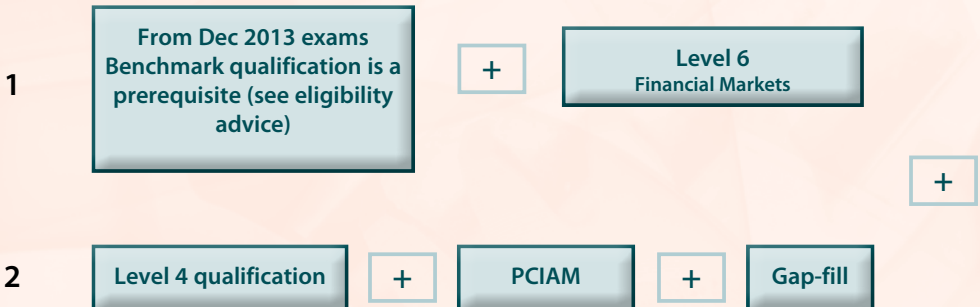 1
From Dec 2013 exams
Benchmark qualification is a
prerequisite (see eligibility
advice)
+
Level 6
Financial Markets
+
2
Level 4 qualification
+
PCIAM
+
Gap-fill